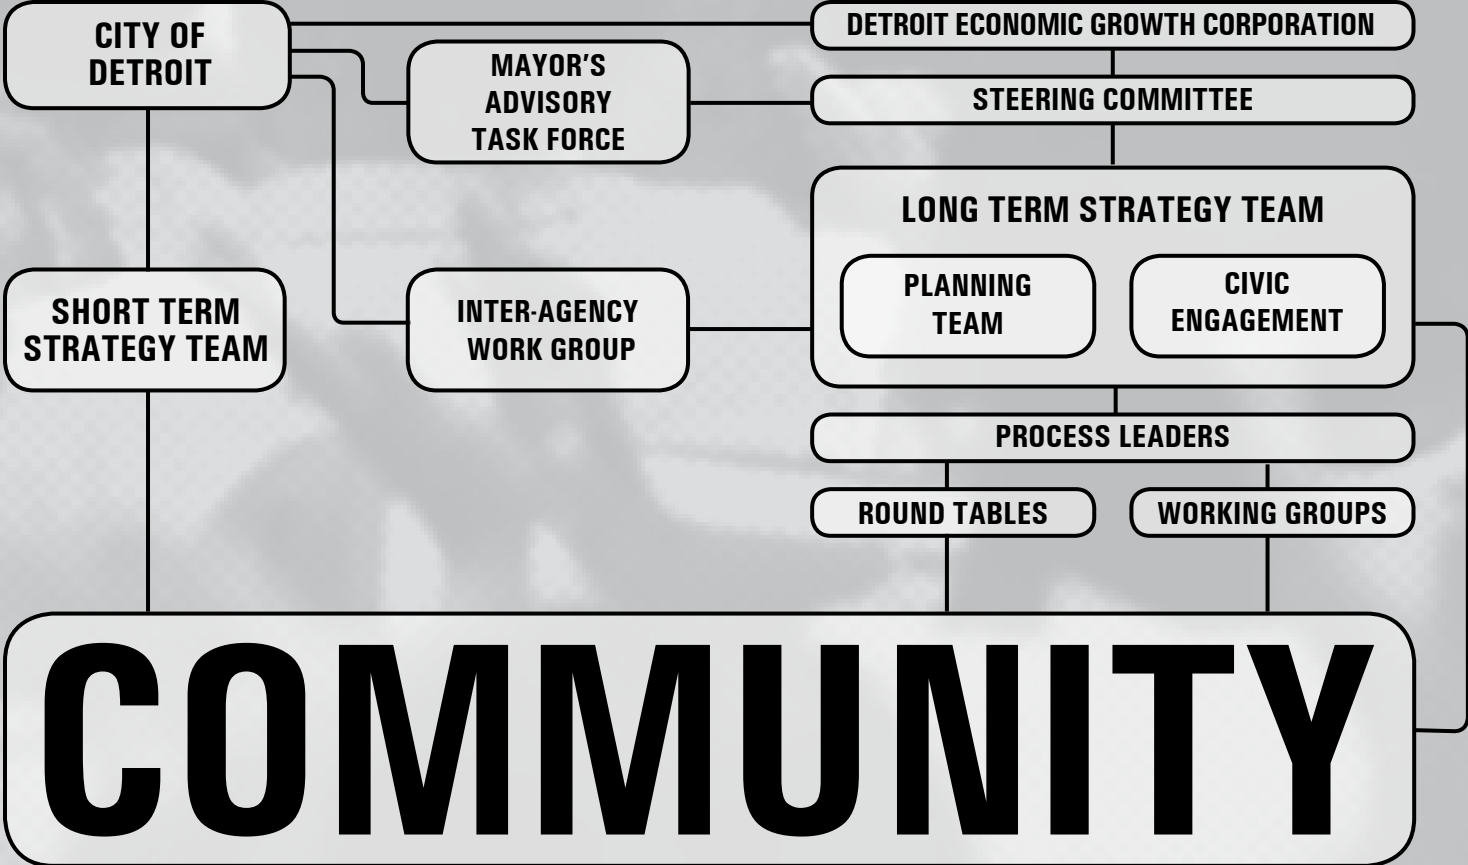 CITY OF
DETROIT
DETROIT ECONOMIC GROWTH CORPORATION
MAYOR'S
ADVISORY
TASK FORCE
STEERING COMMITTEE
LONG TERM STRATEGY TEAM
PLANNING
TEAM
CIVIC
ENGAGEMENT
SHORT TERM
STRATEGY TEAM
INTER-AGENCY
WORK GROUP
PROCESS LEADERS
ROUND TABLES
WORKING GROUPS
COMMUNITY